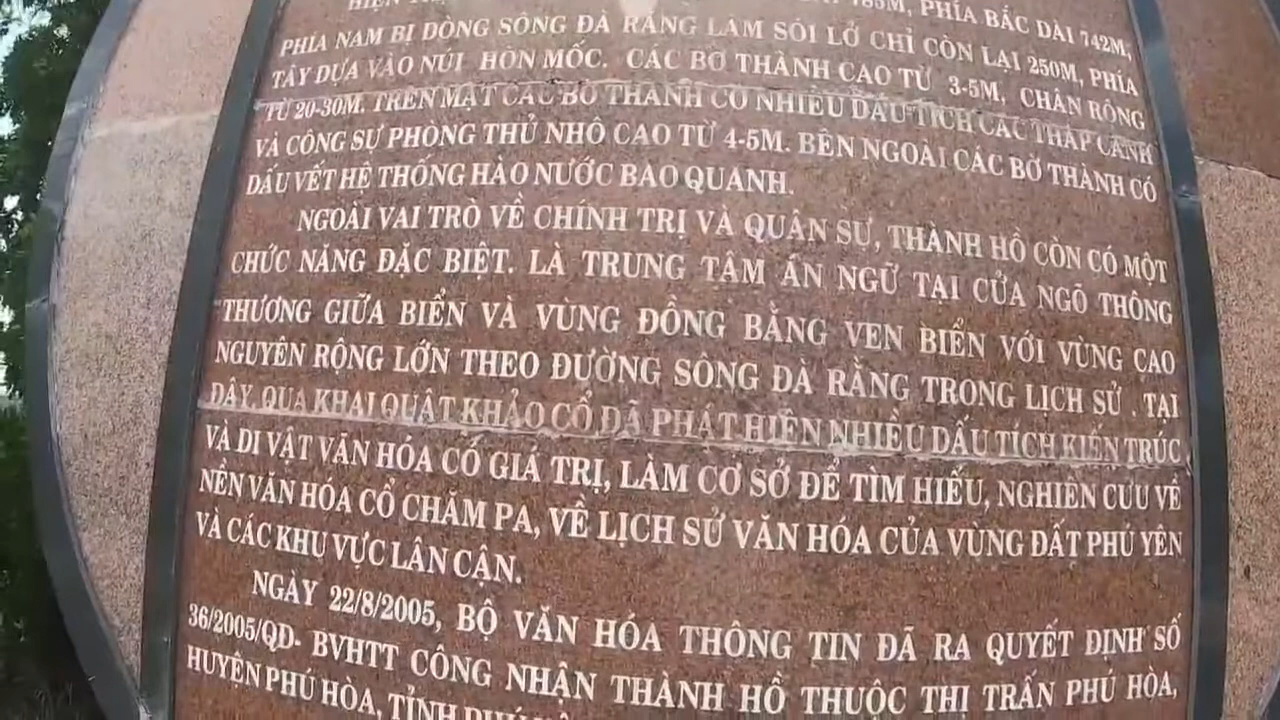 785M, PHÍA BẮC DÀI 742M,
PHÍA NAM BỊ DÒNG SÔNG ĐÀ RẰNG LÀM SÓI LỞ CHỈ CÒN LẠI 250M, PHÍA
TÂY DỰA VÀO NÚI HÒN MỐC. CÁC BỜ THÀNH CAO TỪ 3-5M, CHÂN RỘNG
TỪ 20-30M. TRÊN MẶT CÁC BỜ THÀNH CÓ NHIỀU DẤU TÍCH CÁC THÁP CANH
VÀ CÔNG SỰ PHÒNG THỦ NHÔ CAO TỪ 4-5M. BÊN NGOÀI CÁC BỜ THÀNH CÓ
DẤU VẾT HỆ THỐNG HÀO NƯỚC BAO QUANH.
NGOÀI VAI TRÒ VỀ CHÍNH TRỊ VÀ QUÂN SỰ, THÀNH HỒ CÒN CÓ MỘT
CHỨC NĂNG ĐẶC BIỆT. LÀ TRUNG TÂM ÁN NGỮ TẠI CỬA NGÕ THÔNG
THƯƠNG GIỮA BIỂN VÀ VÙNG ĐỒNG BẰNG VEN BIỂN VỚI VÙNG CAO
NGUYÊN RỘNG LỚN THEO ĐƯỜNG SÔNG ĐÀ RẰNG TRONG LỊCH SỬ . TẠI
ĐÂY, QUA KHAI QUẬT KHẢO CỔ ĐÃ PHÁT HIỆN NHIỀU DẤU TÍCH KIẾN TRÚC
VÀ DI VẬT VĂN HÓA CÓ GIÁ TRỊ, LÀM CƠ SỞ ĐỂ TÌM HIỂU, NGHIÊN CƯU VỀ
NỀN VĂN HÓA CỔ CHĂM PA, VỀ LỊCH SỬ VĂN HÓA CỦA VÙNG ĐẤT PHÚ YÊN
VÀ CÁC KHU VỰC LÂN CẬN.
NGÀY 22/8/2005, BỘ VĂN HÓA THÔNG TIN ĐÃ RA QUYẾT ĐỊNH SỐ
36/2005/QĐ- BVHTT CÔNG NHẬN THÀNH HỒ THUỘC THỊ TRẤN PHÚ HÒA,
HUYỆN PHÚ HÒA, TỈNH